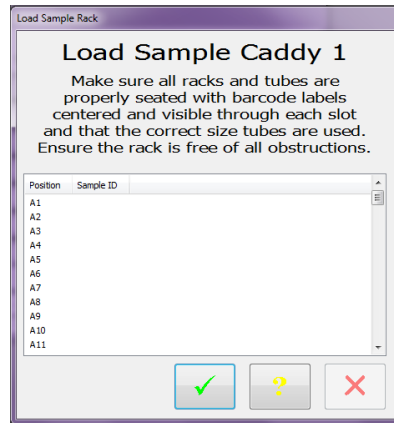 Load Sample Rack
Load Sample Caddy 1
Make sure all racks and tubes are
properly seated with barcode labels
centered and visible through each slot
and that the correct size tubes are used.
Ensure the rack is free of all obstructions.
Position Sample ID
A1
A2
A3
A4
A5
A6
A7
A8
A9
A10
A11
?